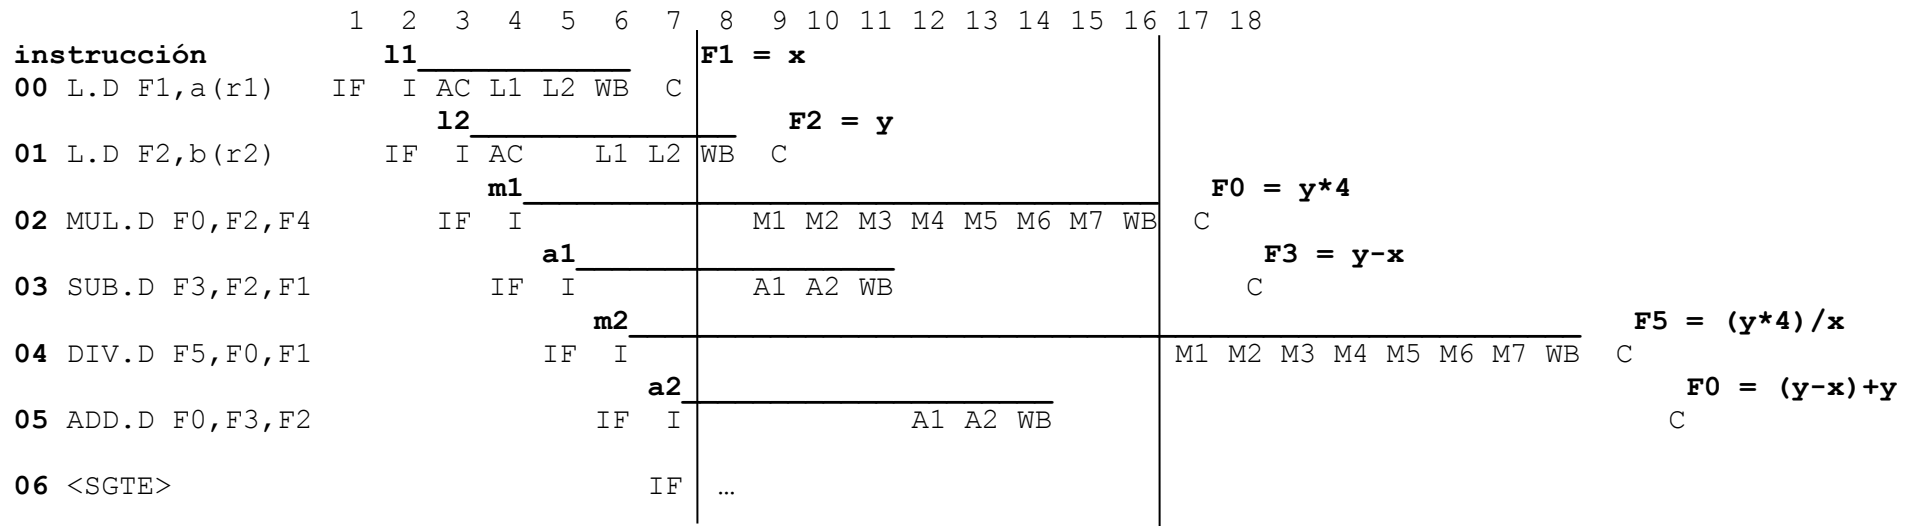 1 2 3 4 5 6 7 8 9 10 11 12 13 14 15 16 17 18
instrucción l1 F1 = x
00 L.D F1,a(r1) IF I AC L1 L2 WB C
l2 F2 = y
01 L.D F2,b(r2) IF I AC L1 L2 WB C
m1 F0 = y*4
02 MUL.D F0,F2,F4 IF I M1 M2 M3 M4 M5 M6 M7 WB C
a1 F3 = y-x
03 SUB.D F3,F2,F1 IF I A1 A2 WB C
m2 F5 = (y*4)/x
04 DIV.D F5,F0,F1 IF I M1 M2 M3 M4 M5 M6 M7 WB C
a2 F0 = (y-x)+y
05 ADD.D F0,F3,F2 IF I A1 A2 WB C
06 <SGTE> IF …